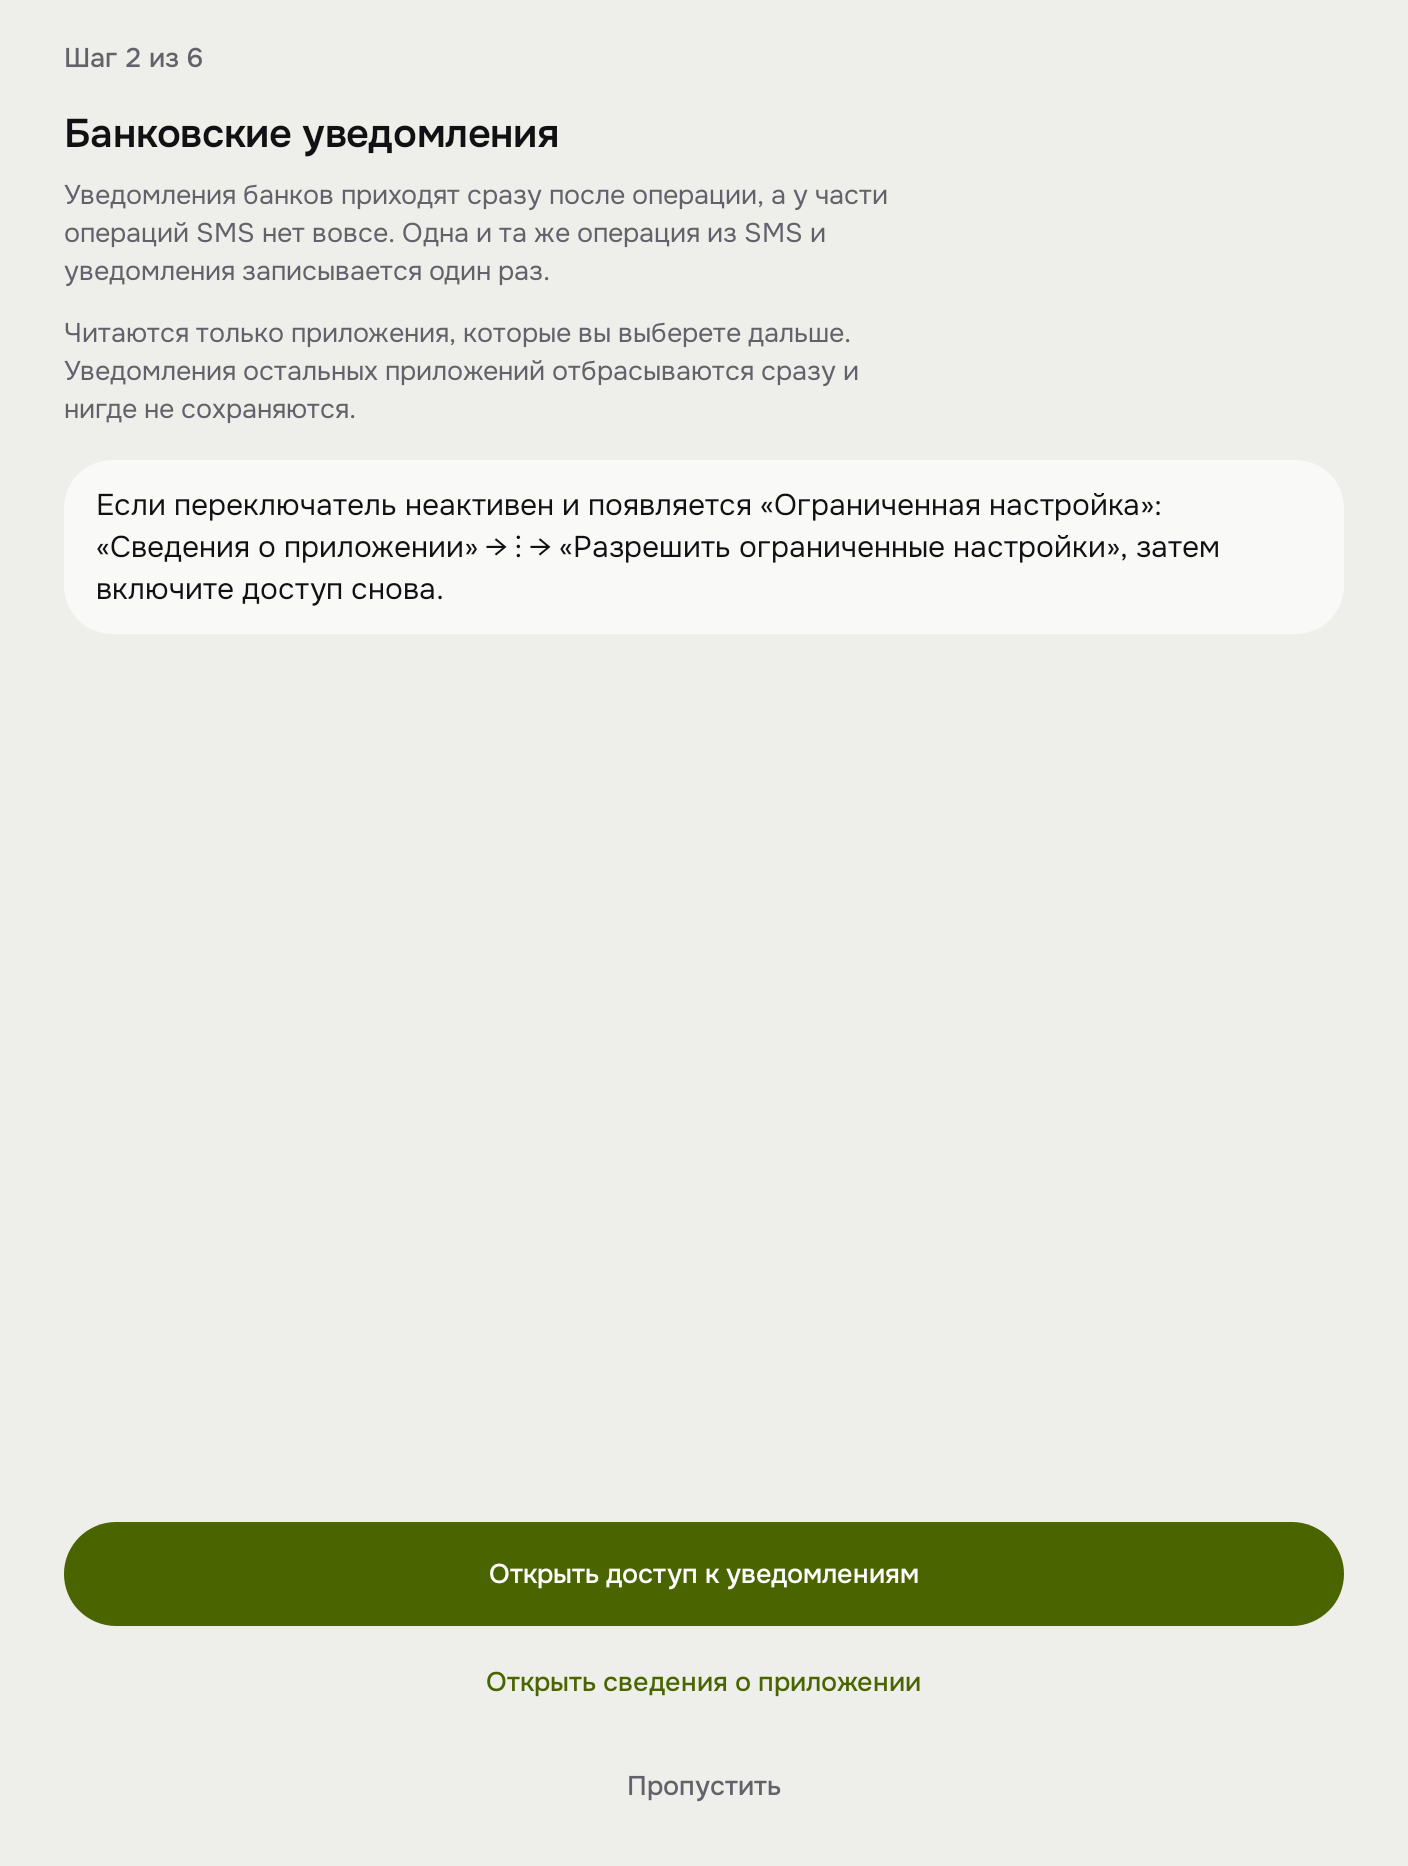 Шаг 2 из 6
Банковские уведомления
Уведомления банков приходят сразу после операции, а у части
операций SMS нет вовсе. Одна и та же операция из SMS и
уведомления записывается один раз.
Читаются только приложения, которые вы выберете дальше.
Уведомления остальных приложений отбрасываются сразу и
нигде не сохраняются.
Если переключатель неактивен и появляется «Ограниченная настройка»:
«Сведения о приложении» → ⋮ → «Разрешить ограниченные настройки», затем
включите доступ снова.
Открыть доступ к уведомлениям
Открыть сведения о приложении
Пропустить